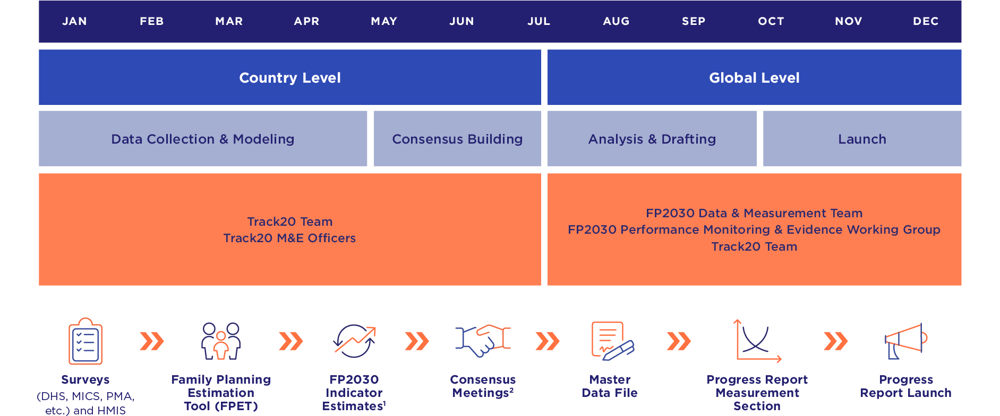 JAN FEB MAR APR MAY JUN JUL AUG SEP OCT NOV DEC
Country Level
Global Level
Data Collection & Modeling
Consensus Building
Analysis & Drafting
Launch
Track20 Team
Track20 M&E Officers
FP2030 Data & Measurement Team
FP2030 Performance Monitoring & Evidence Working Group
Track20 Team
Surveys
(DHS, MICS, PMA,
etc.) and HMIS
Family Planning
Estimation
Tool (FPET)
FP2030
Indicator
Estimates¹
Consensus
Meetings²
Master
Data File
Progress Report
Measurement
Section
Progress
Report Launch